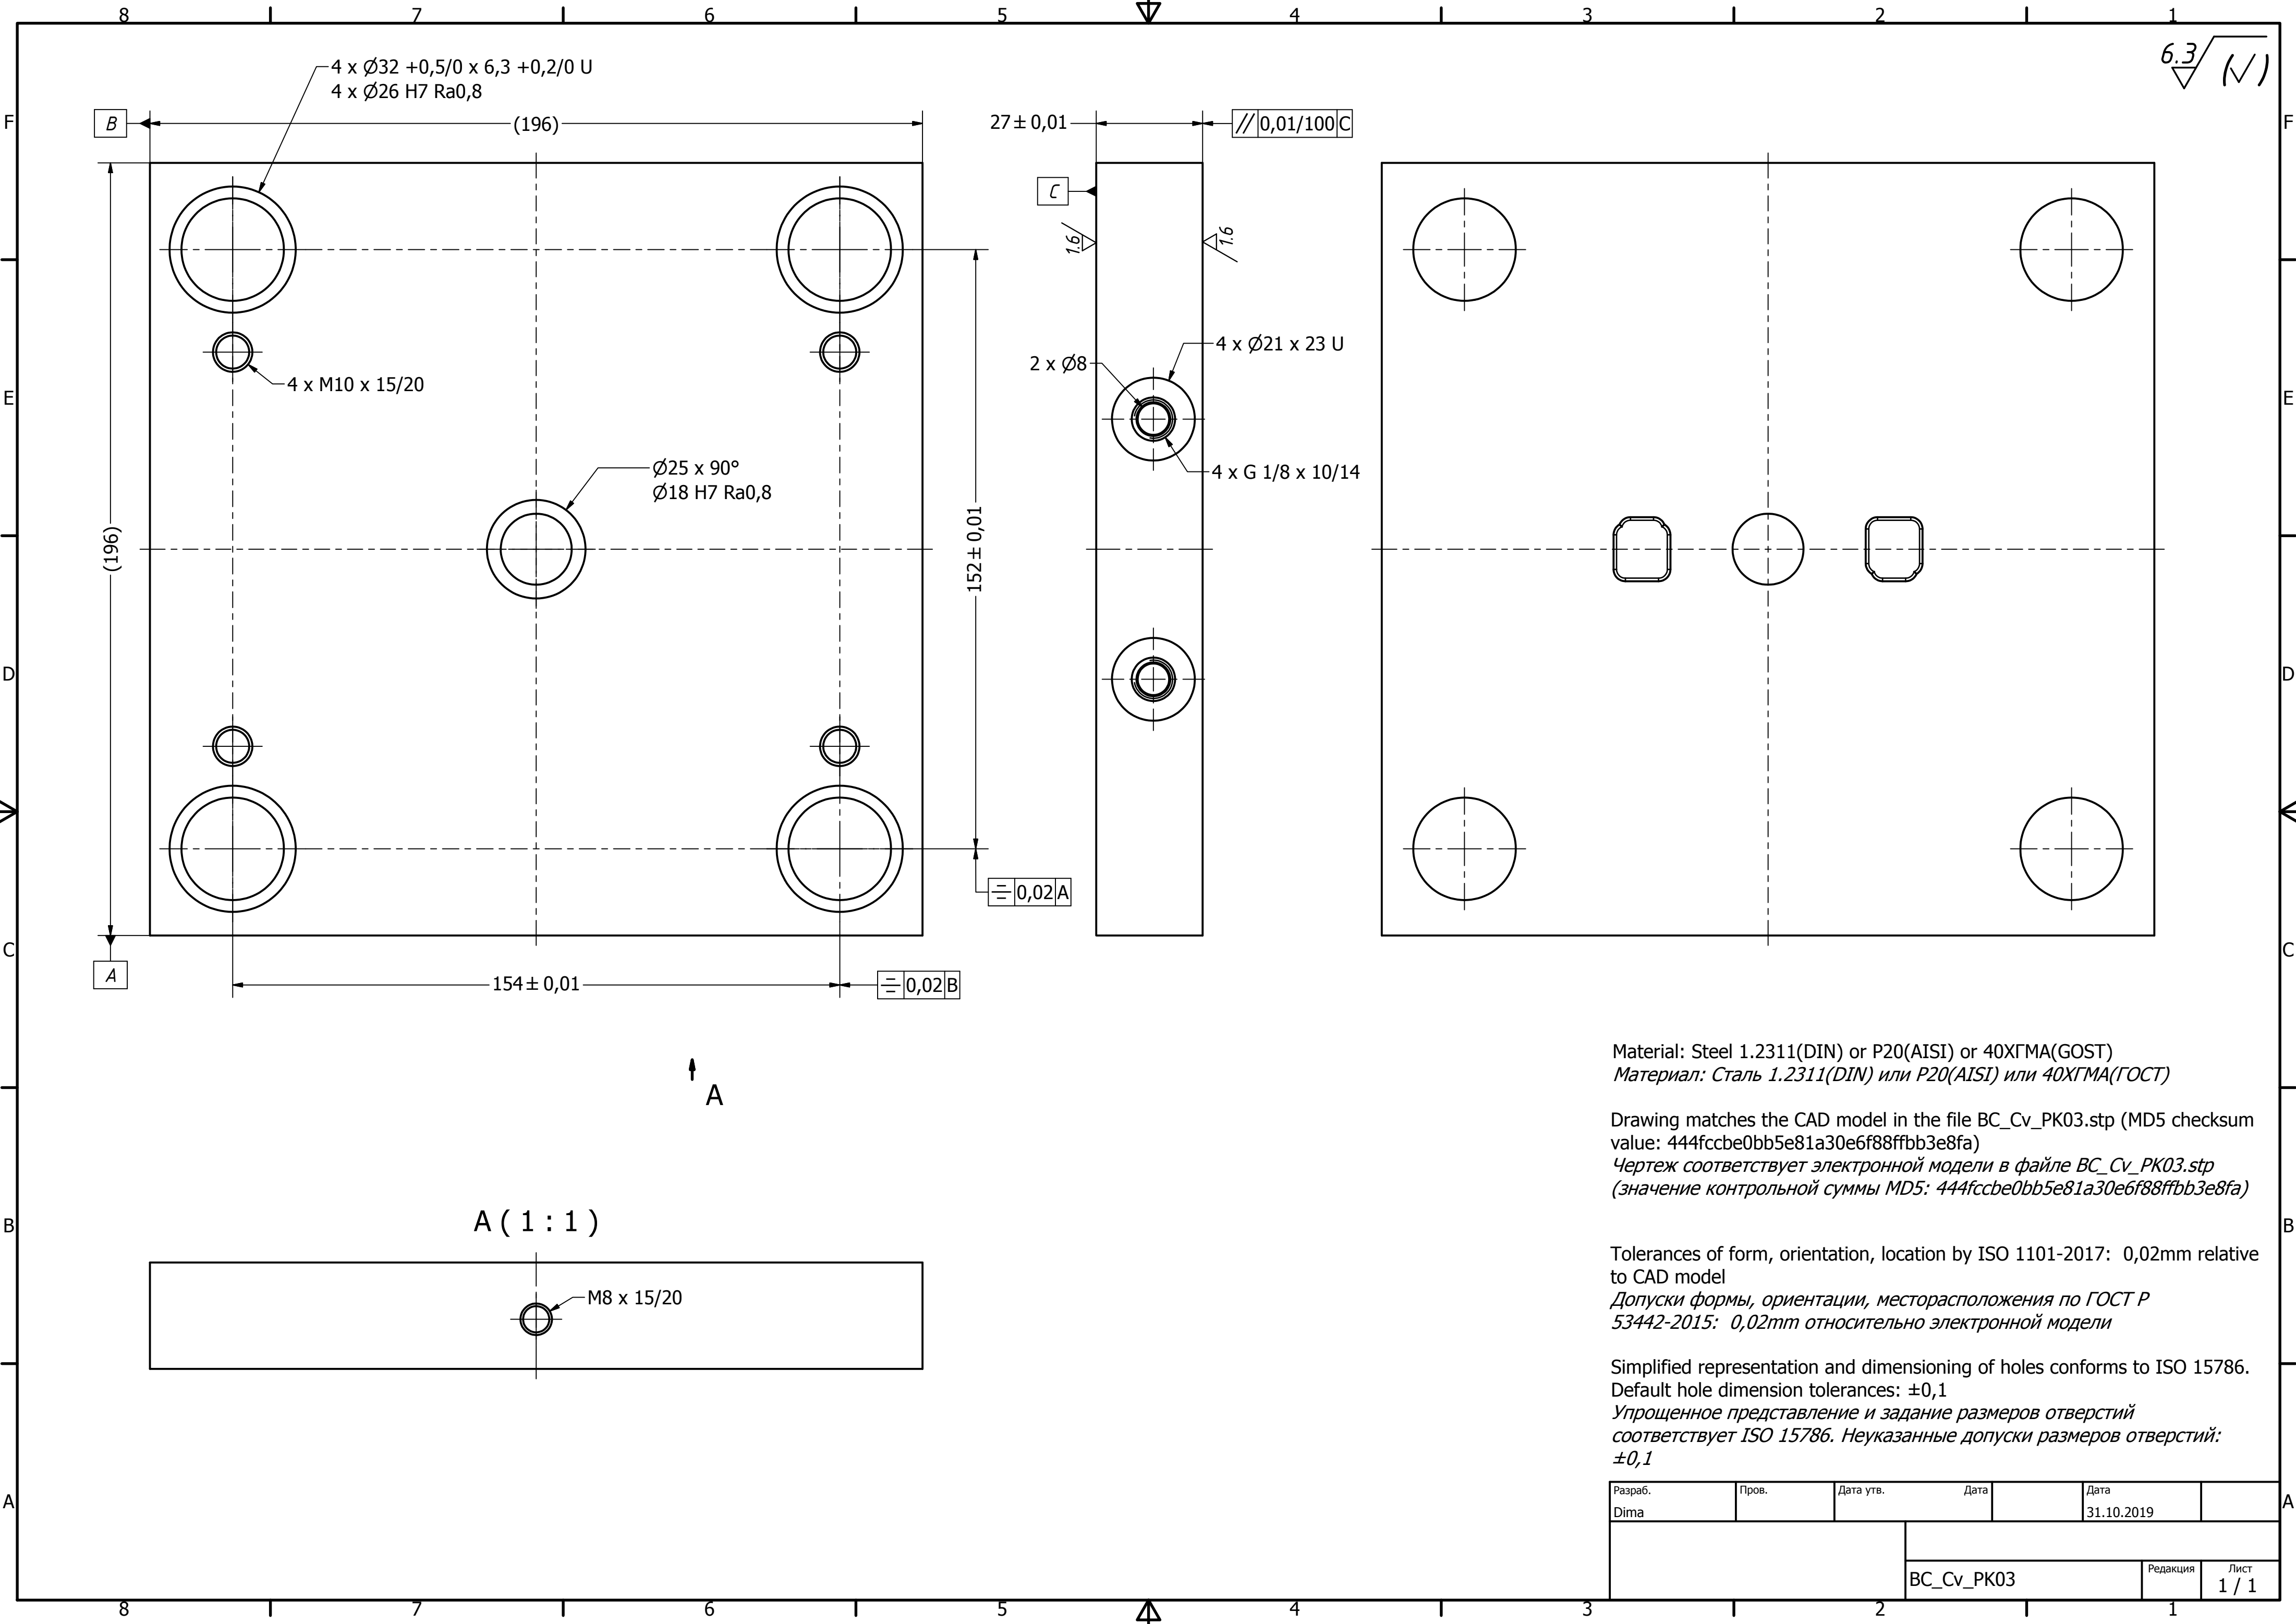 8 7 6 5 4 3 2 1
6.3
4 x Ø32 +0,5/0 x 6,3 +0,2/0 U
4 x Ø26 H7 Ra0,8
F
B
(196)
27±0,01
// 0,01/100 C
F
C
1.6
1.6
4 x Ø21 x 23 U
2 x Ø8
4 x M10 x 15/20
E
E
Ø25 x 90°
Ø18 H7 Ra0,8
4 x G 1/8 x 10/14
(196)
152±0,01
D
D
0,02 A
C
C
A
154±0,01
0,02 B
A
Material: Steel 1.2311(DIN) or P20(AISI) or 40ХГМА(GOST)
Материал: Сталь 1.2311(DIN) или P20(AISI) или 40ХГМА(ГОСТ)
Drawing matches the CAD model in the file BC_Cv_PK03.stp (MD5 checksum
value: 444fccbe0bb5e81a30e6f88ffbb3e8fa)
Чертеж соответствует электронной модели в файле BC_Cv_PK03.stp
(значение контрольной суммы MD5: 444fccbe0bb5e81a30e6f88ffbb3e8fa)
B
A ( 1 : 1 )
B
Tolerances of form, orientation, location by ISO 1101-2017:  0,02mm relative
to CAD model
Допуски формы, ориентации, месторасположения по ГОСТ Р
53442-2015:  0,02mm относительно электронной модели
M8 x 15/20
Simplified representation and dimensioning of holes conforms to ISO 15786.
Default hole dimension tolerances: ±0,1
Упрощенное представление и задание размеров отверстий
соответствует ISO 15786. Неуказанные допуски размеров отверстий:
±0,1
A
A
Разраб. Пров. Дата утв. Дата Дата
Dima 31.10.2019
BC_Cv_PK03
Редакция Лист
1 / 1
8 7 6 5 4 3 2 1